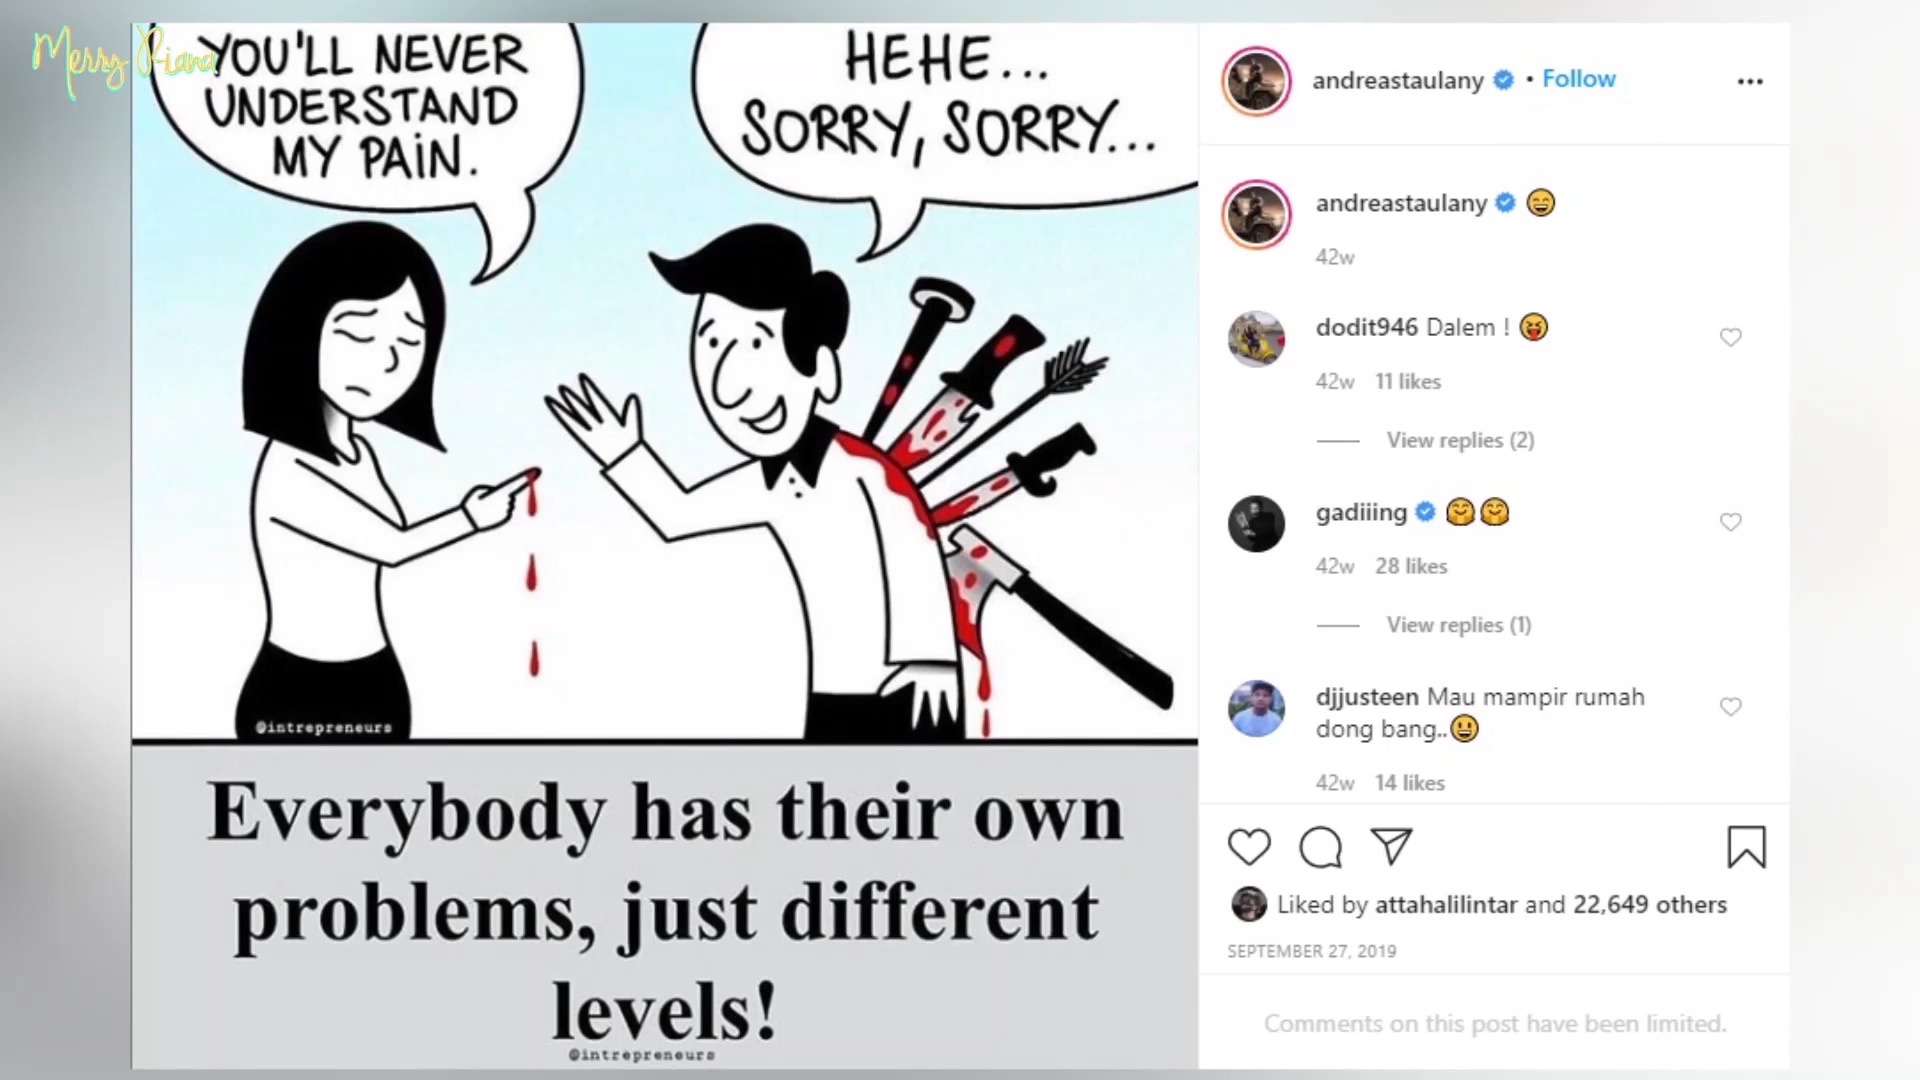 Merry Riana
YOU'LL NEVER
UNDERSTAND
MY PAIN.
HEHE...
SORRY, SORRY...
@intrepreneurs
Everybody has their own
problems, just different
levels!
@intrepreneurs
andreastaulany • Follow
andreastaulany 😄
42w
dodit946 Dalem ! 😝
42w 11 likes
View replies (2)
gadiiing 🤗🤗
42w 28 likes
View replies (1)
djjusteen Mau mampir rumah
dong bang..😃
42w 14 likes
Liked by attahalilintar and 22,649 others
SEPTEMBER 27, 2019
Comments on this post have been limited.